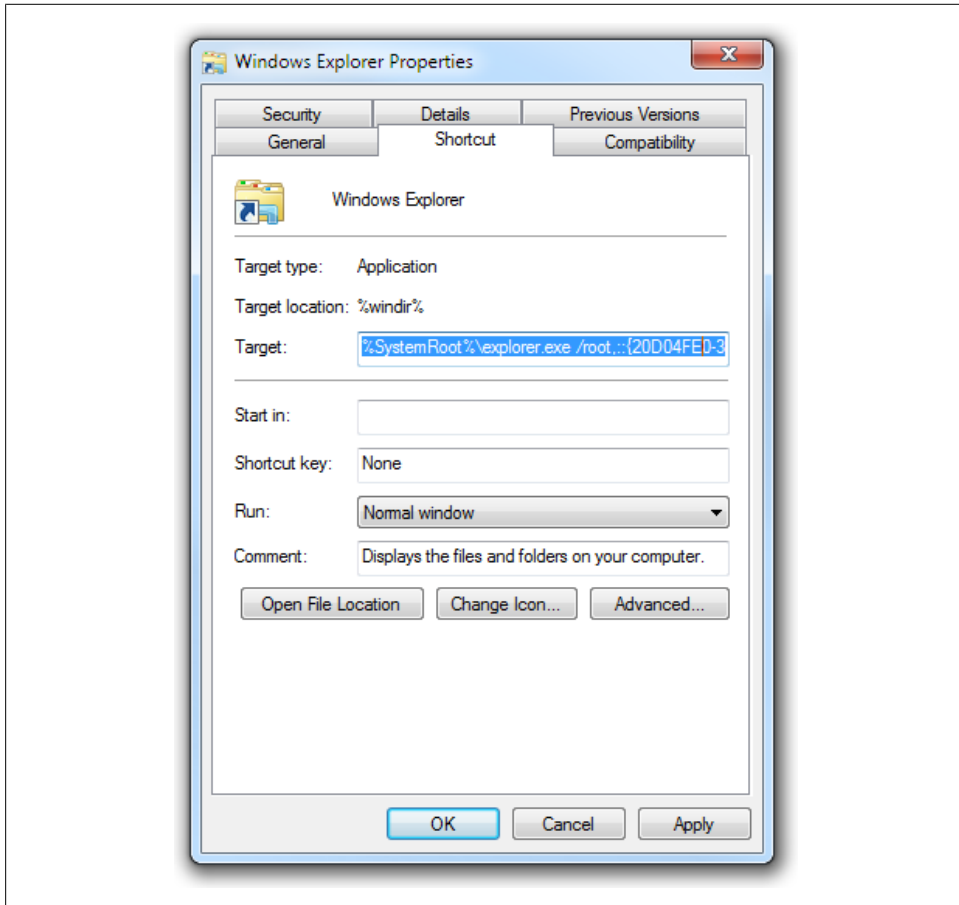 Windows Explorer Properties
Security Details Previous Versions
General Shortcut Compatibility
Windows Explorer
Target type: Application
Target location: %windir%
Target: %SystemRoot%\explorer.exe /root,::{20D04FE0-3
Start in:
Shortcut key: None
Run: Normal window
Comment: Displays the files and folders on your computer.
Open File Location Change Icon... Advanced...
OK Cancel Apply